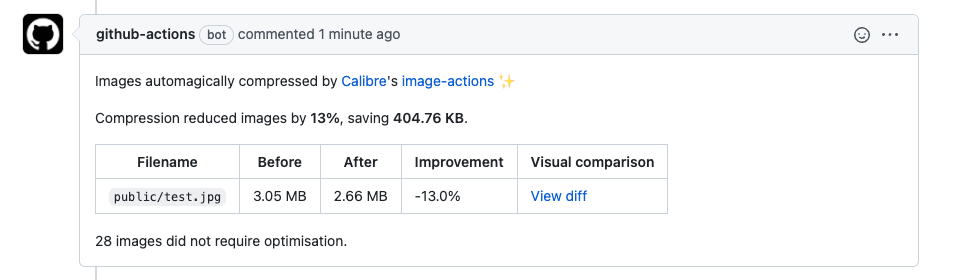 github-actions bot commented 1 minute ago
Images automagically compressed by Calibre's image-actions ✨
Compression reduced images by 13%, saving 404.76 KB.
Filename Before After Improvement Visual comparison
public/test.jpg 3.05 MB 2.66 MB -13.0% View diff
28 images did not require optimisation.